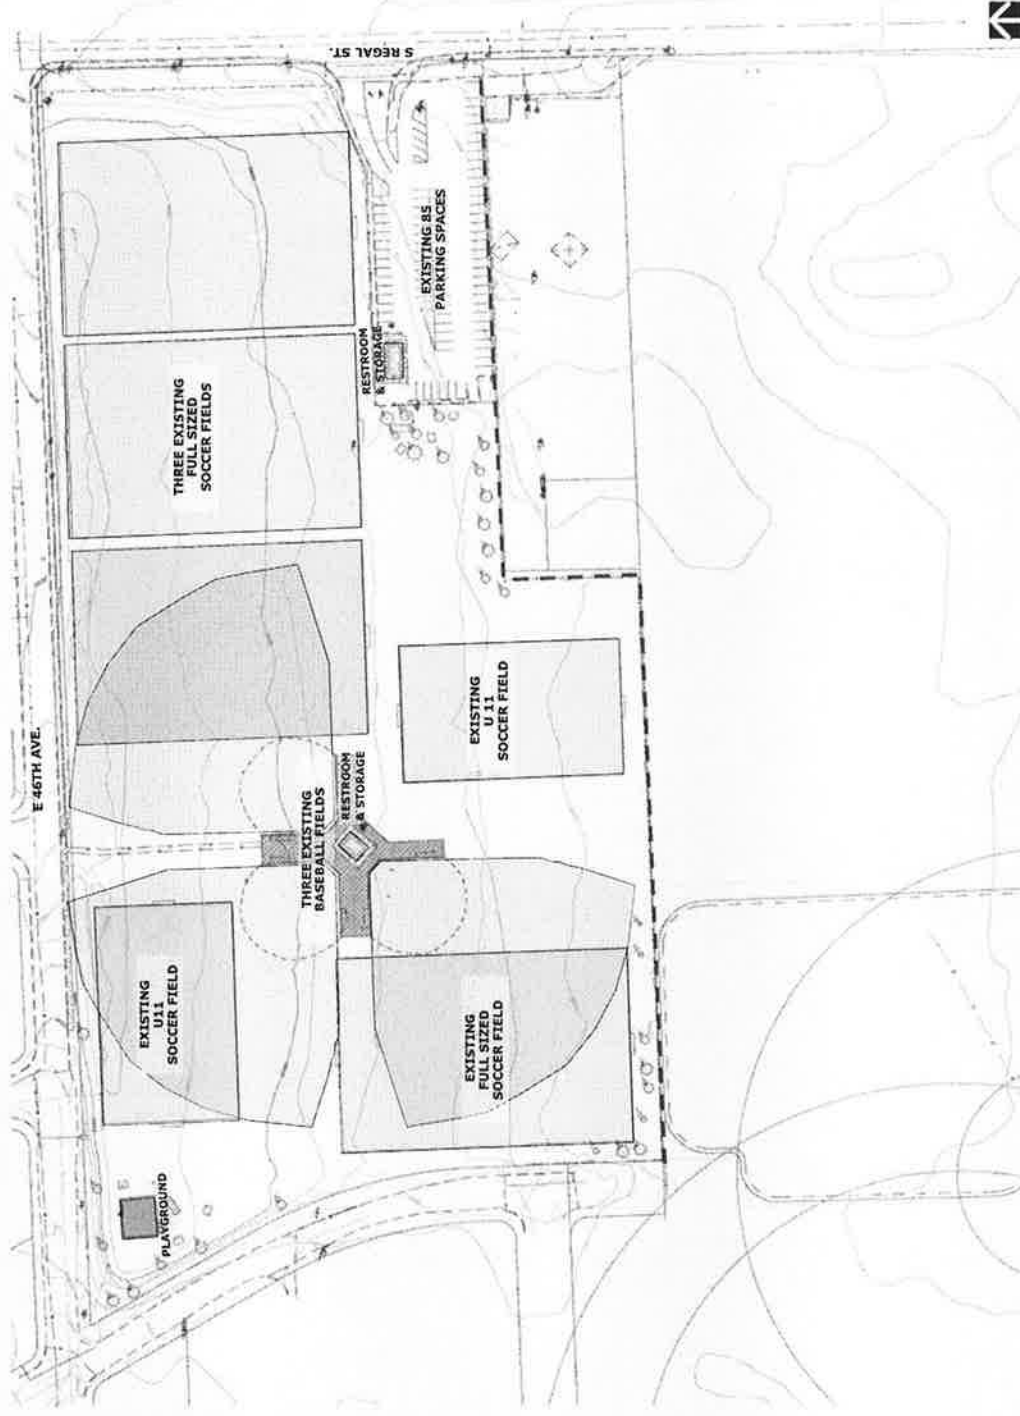 S REGAL ST.
EXISTING 85
PARKING SPACES
RESTROOM
& STORAGE
THREE EXISTING
FULL SIZED
SOCCER FIELDS
E 46TH AVE.
EXISTING
U 11
SOCCER FIELD
RESTROOM
& STORAGE
THREE EXISTING
BASEBALL FIELDS
EXISTING
U11
SOCCER FIELD
EXISTING
FULL SIZED
SOCCER FIELD
PLAYGROUND